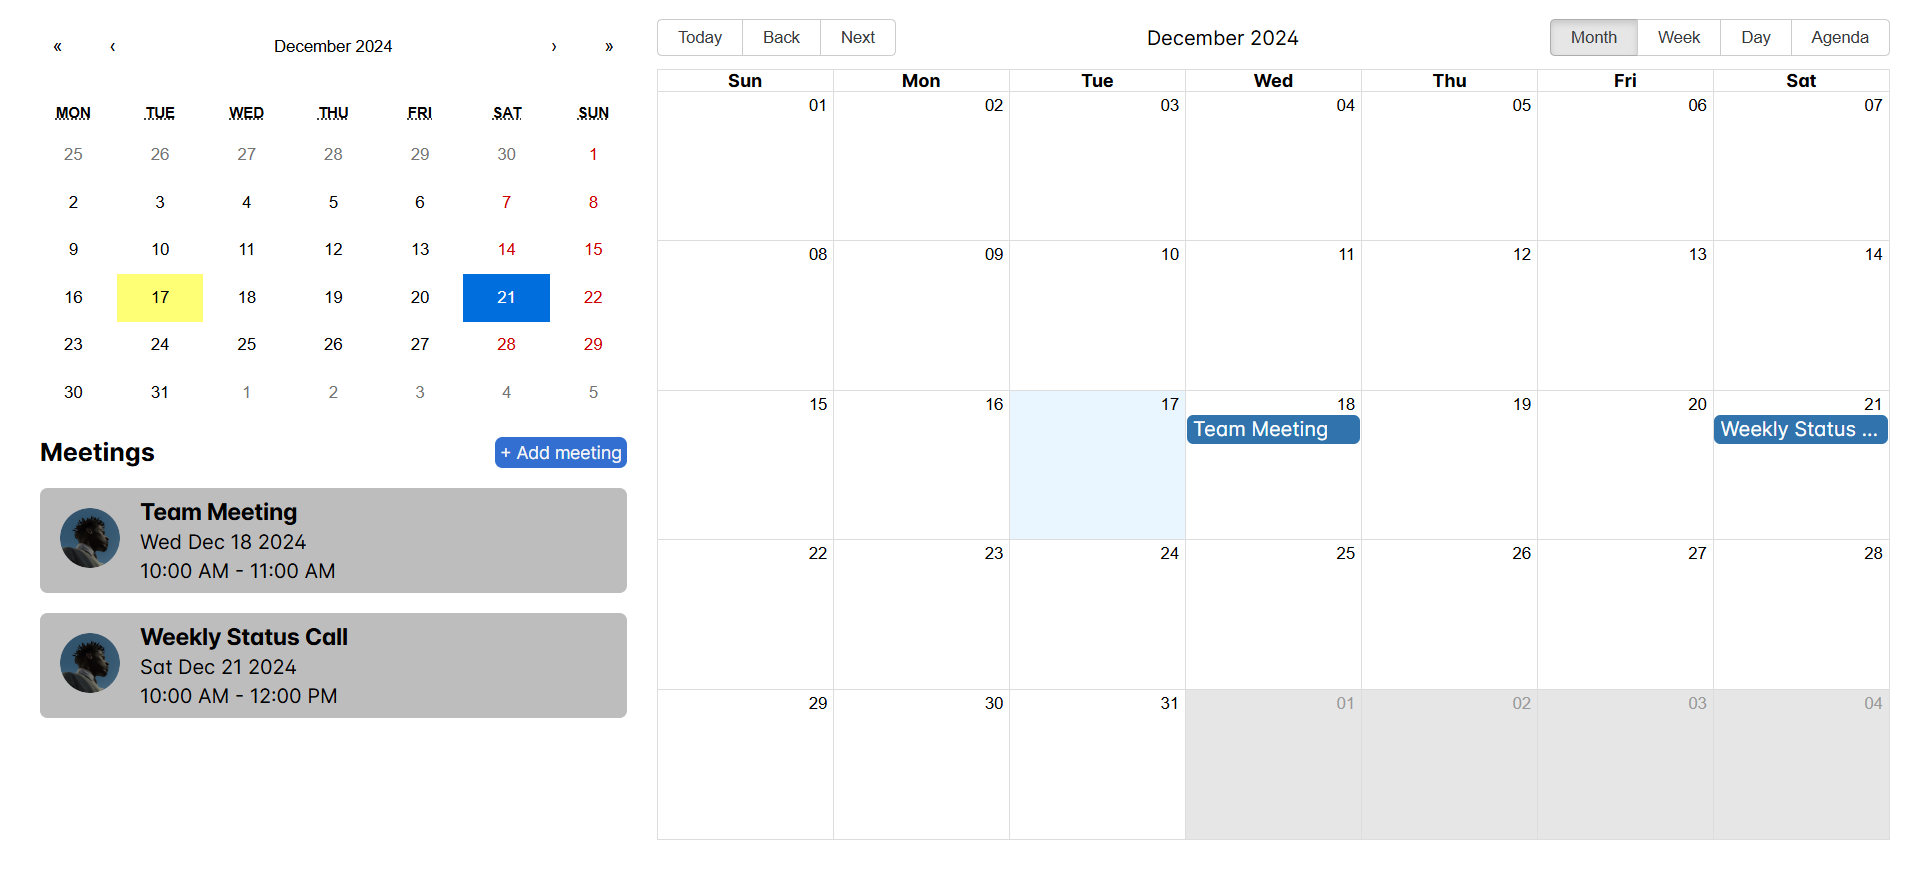 « ‹ December 2024 › »
MON TUE WED THU FRI SAT SUN
25 26 27 28 29 30 1
2 3 4 5 6 7 8
9 10 11 12 13 14 15
16 17 18 19 20 21 22
23 24 25 26 27 28 29
30 31 1 2 3 4 5
Meetings
+ Add meeting
Team Meeting
Wed Dec 18 2024
10:00 AM - 11:00 AM
Weekly Status Call
Sat Dec 21 2024
10:00 AM - 12:00 PM
Today Back Next
December 2024
Month Week Day Agenda
Sun Mon Tue Wed Thu Fri Sat
01 02 03 04 05 06 07
08 09 10 11 12 13 14
15 16 17 18 19 20 21
Team Meeting
Weekly Status ...
22 23 24 25 26 27 28
29 30 31 01 02 03 04